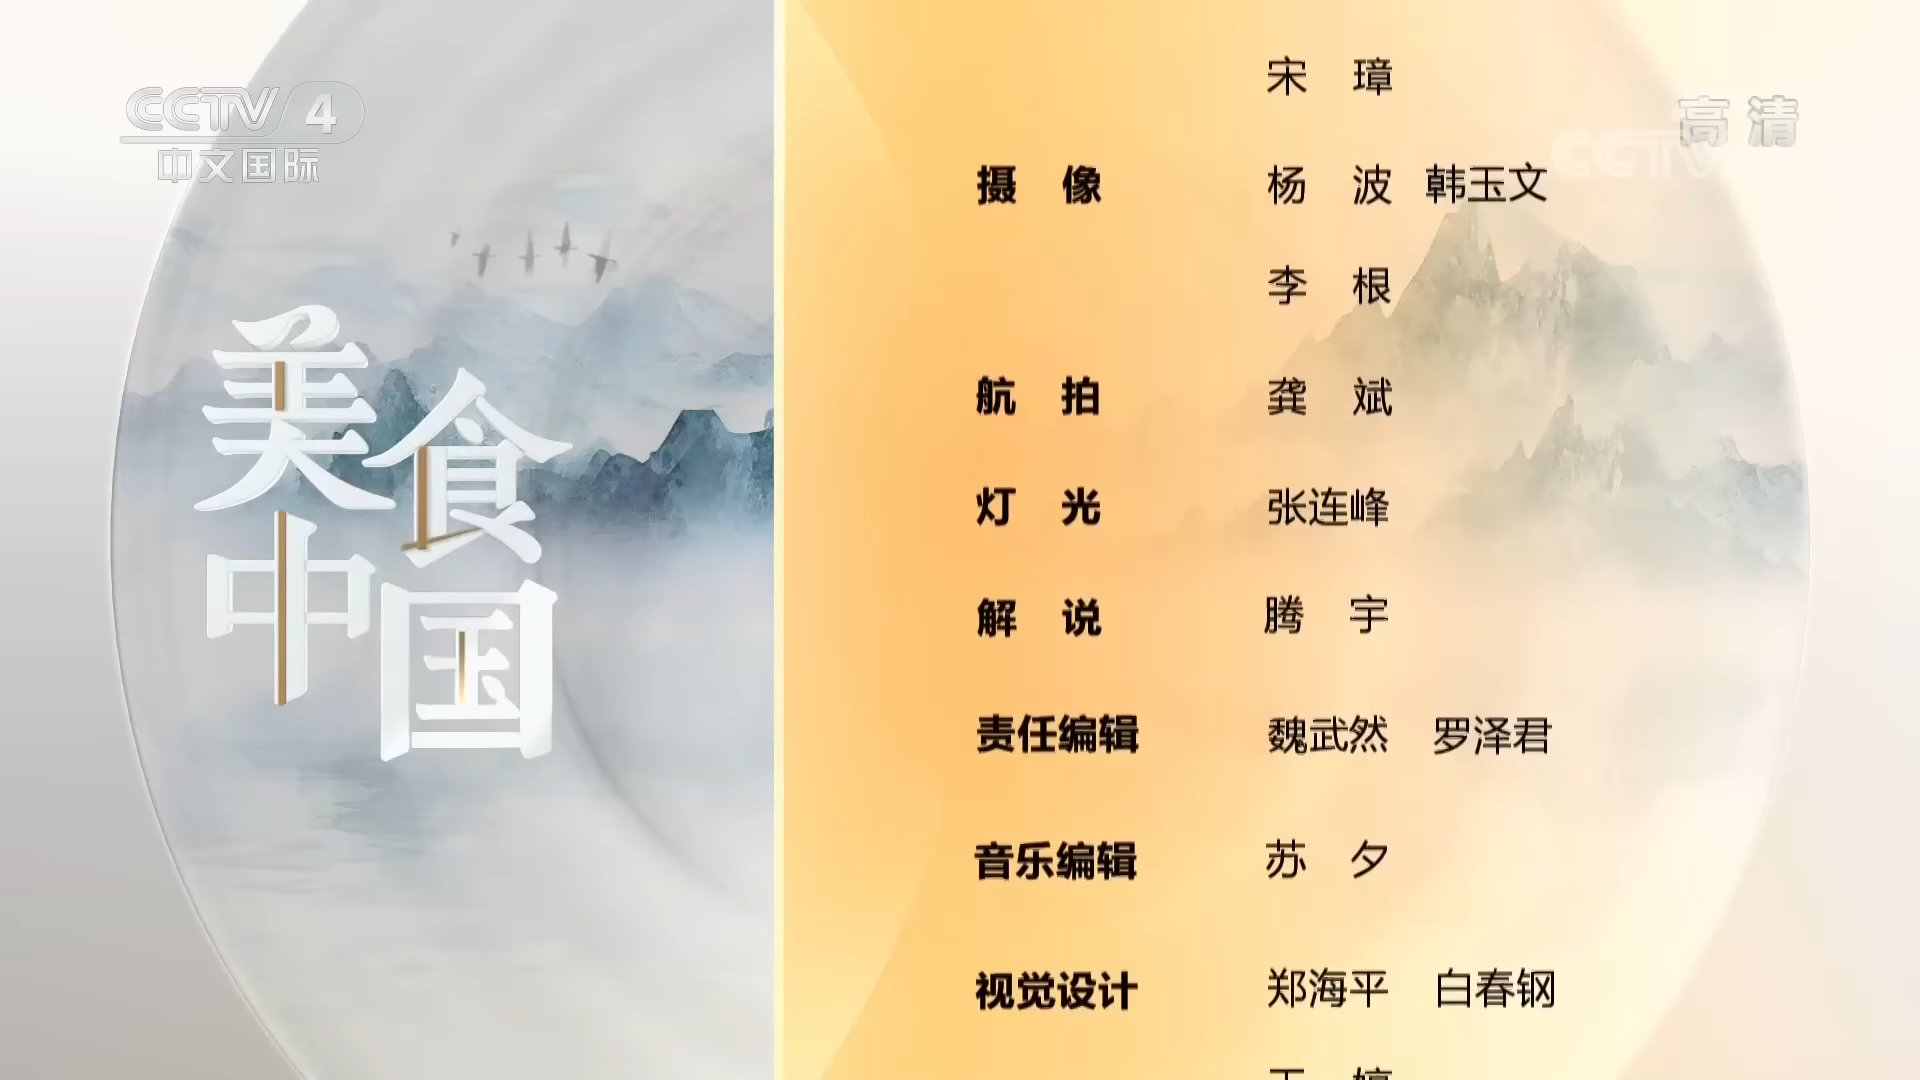 CCTV 4
中文国际
高清
CCTV
美食
中国
宋 璋
摄 像 杨 波 韩玉文
李 根
航 拍 龚 斌
灯 光 张连峰
解 说 腾 宇
责任编辑 魏武然 罗泽君
音乐编辑 苏 夕
视觉设计 郑海平 白春钢